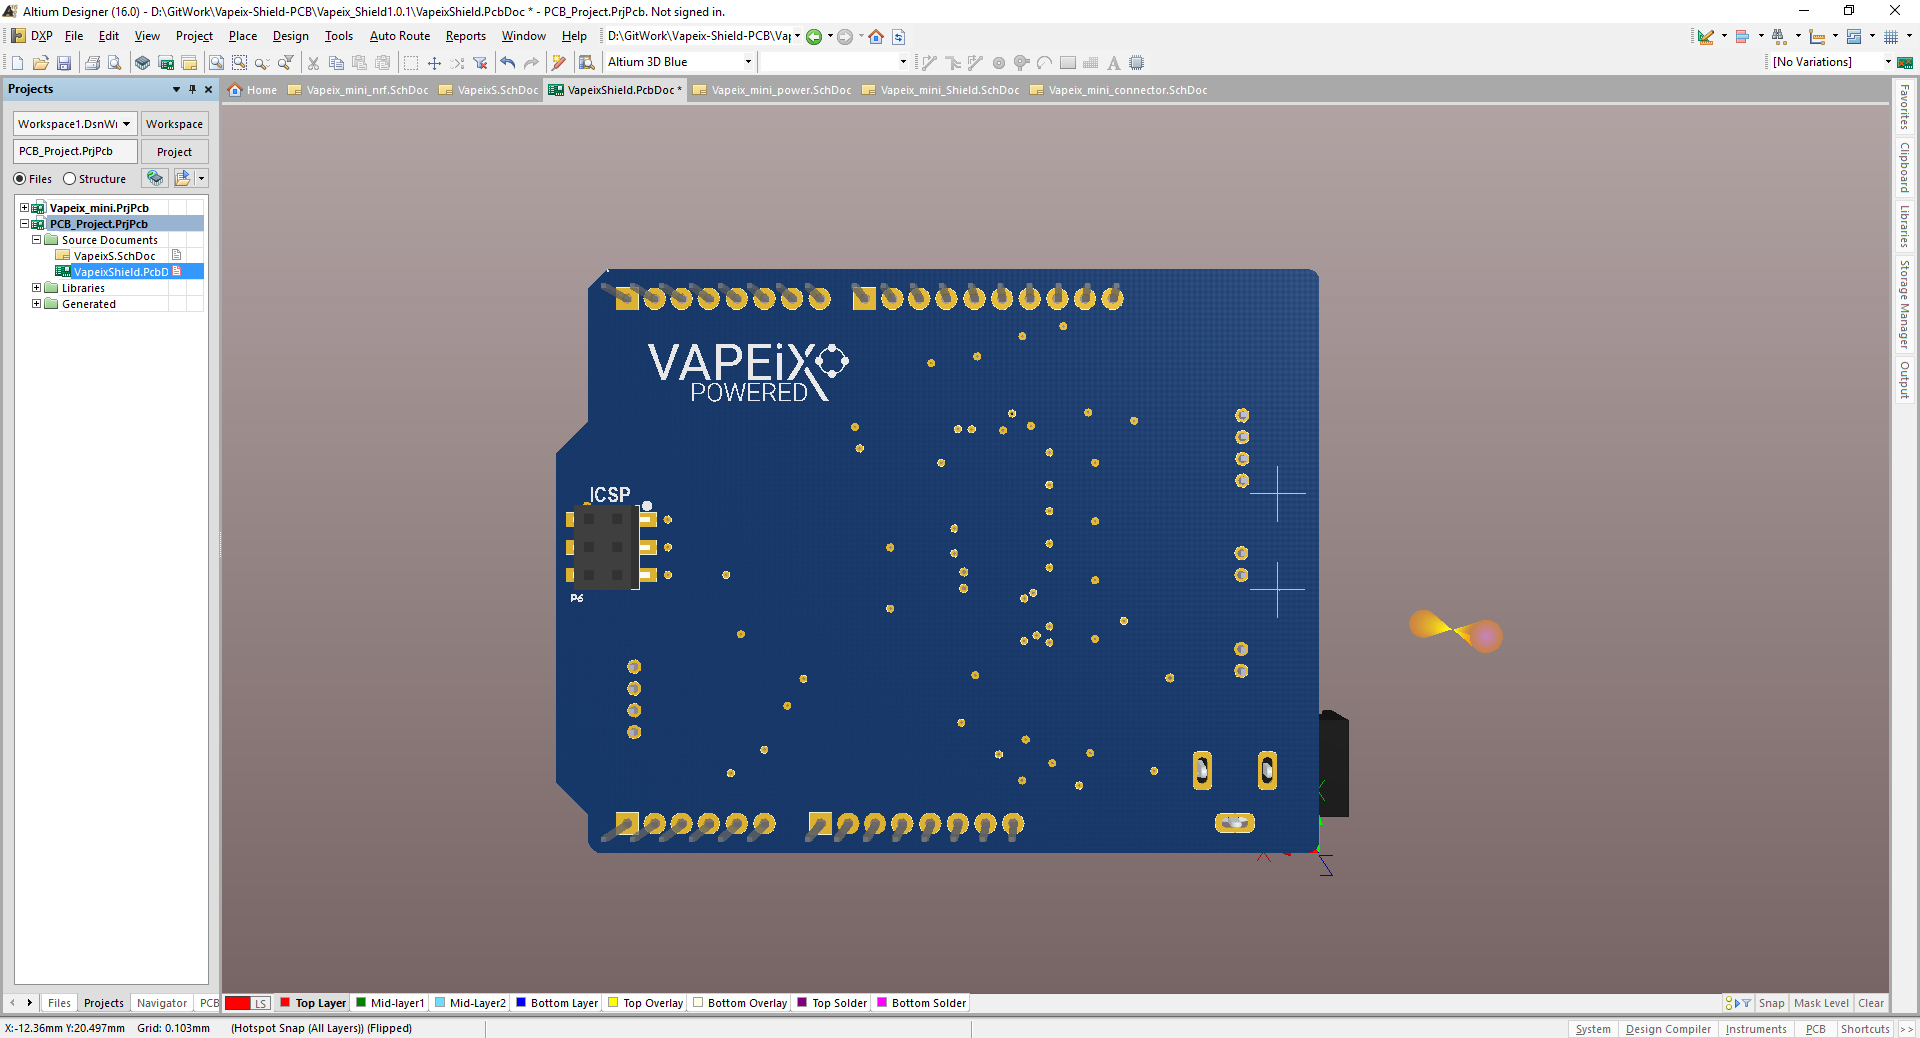 Altium Designer (16.0) - D:\GitWork\Vapeix-Shield-PCB\Vapeix_Shield1.0.1\VapeixShield.PcbDoc * - PCB_Project.PrjPcb. Not signed in.
DXP File Edit View Project Place Design Tools Auto Route Reports Window Help D:\GitWork\Vapeix-Shield-PCB\Vap
Altium 3D Blue [No Variations]
Projects
Home Vapeix_mini_nrf.SchDoc VapeixS.SchDoc VapeixShield.PcbDoc * Vapeix_mini_power.SchDoc Vapeix_mini_Shield.SchDoc Vapeix_mini_connector.SchDoc
Workspace1.DsnWr Workspace
PCB_Project.PrjPcb Project
Files Structure
Vapeix_mini.PrjPcb
PCB_Project.PrjPcb
Source Documents
VapeixS.SchDoc
VapeixShield.PcbD
Libraries
Generated
VAPEiX
POWERED
ICSP
P6
X
Z
Favorites
Clipboard
Libraries
Storage Manager
Output
Files Projects Navigator PCB LS Top Layer Mid-layer1 Mid-Layer2 Bottom Layer Top Overlay Bottom Overlay Top Solder Bottom Solder Snap Mask Level Clear
X:-12.36mm Y:20.497mm Grid: 0.103mm (Hotspot Snap (All Layers)) (Flipped) System Design Compiler Instruments PCB Shortcuts >>